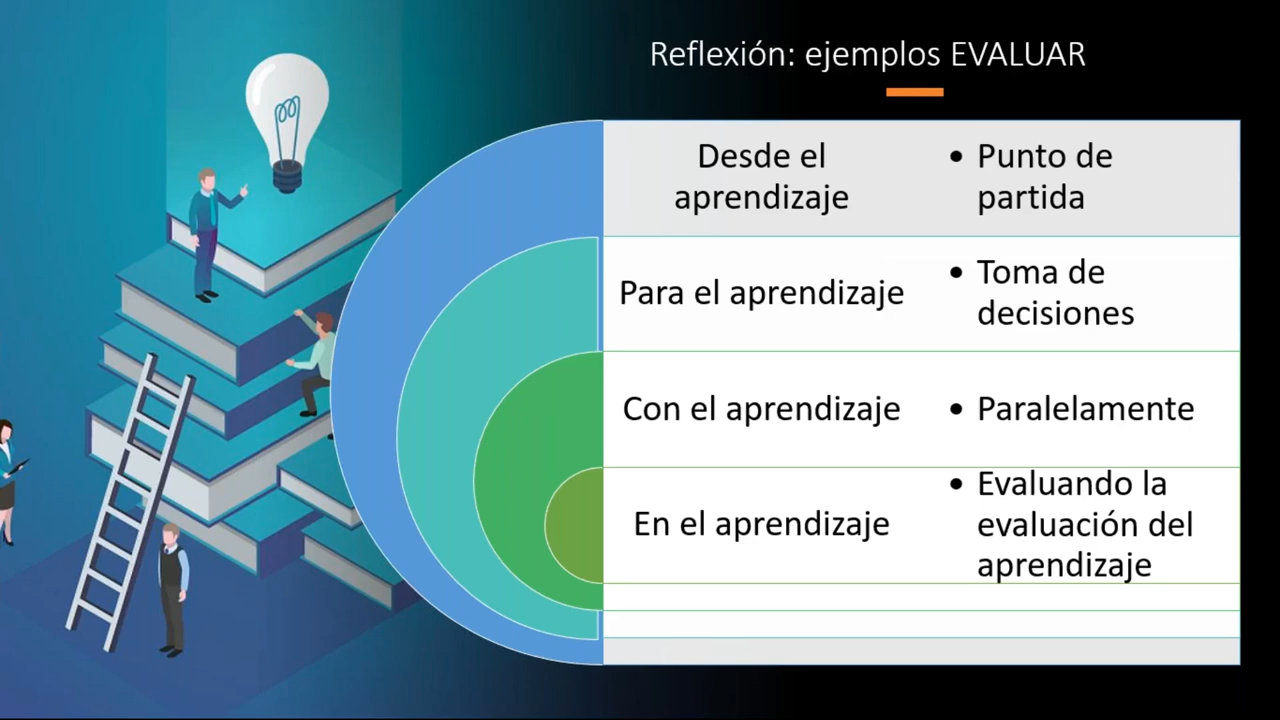 Reflexión: ejemplos EVALUAR
Desde el
aprendizaje
• Punto de
partida
Para el aprendizaje
• Toma de
decisiones
Con el aprendizaje
• Paralelamente
En el aprendizaje
• Evaluando la
evaluación del
aprendizaje